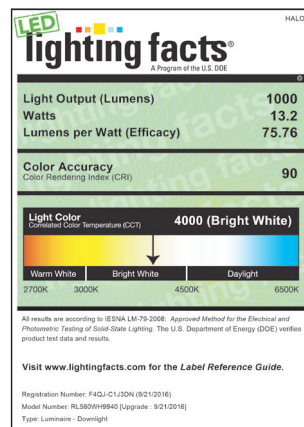 HALO
LED
lighting facts®
A Program of the U.S. DOE
Light Output (Lumens) 1000
Watts 13.2
Lumens per Watt (Efficacy) 75.76
Color Accuracy 90
Color Rendering Index (CRI)
Light Color 4000 (Bright White)
Correlated Color Temperature (CCT)
Warm White Bright White Daylight
2700K 3000K 4500K 6500K
All results are according to IESNA LM-79-2008: Approved Method for the Electrical and
Photometric Testing of Solid-State Lighting. The U.S. Department of Energy (DOE) verifies
product test data and results.
Visit www.lightingfacts.com for the Label Reference Guide.
Registration Number: F4QJ-C1J3DN (9/21/2016)
Model Number: RL560WH9940 [Upgrade : 9/21/2016]
Type: Luminaire - Downlight